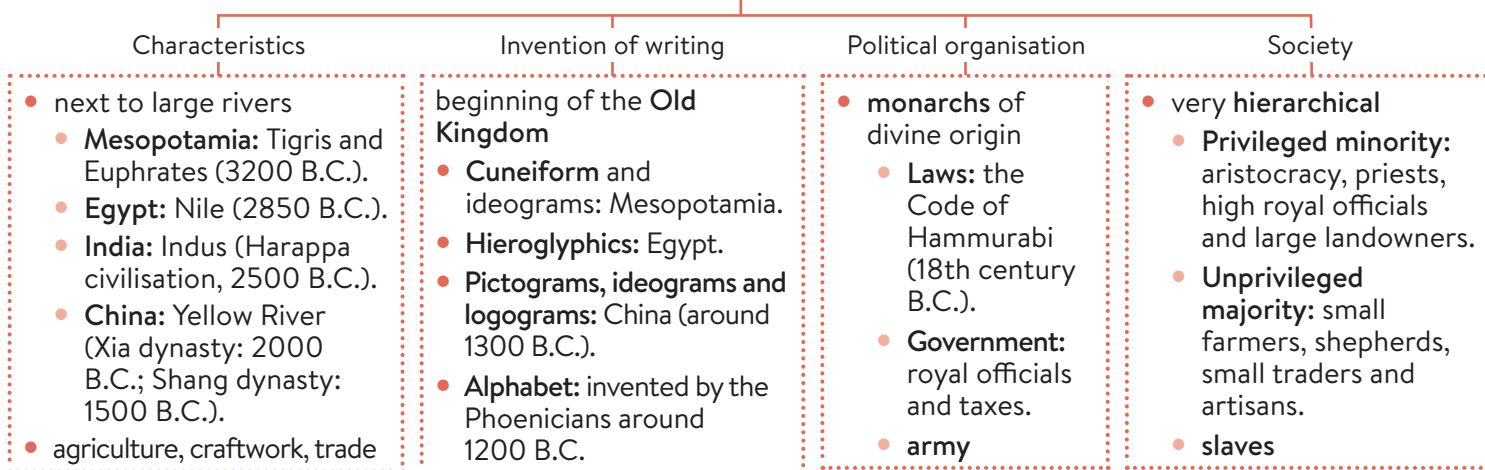 Characteristics
next to large rivers
Mesopotamia: Tigris and
Euphrates (3200 B.C.).
Egypt: Nile (2850 B.C.).
India: Indus (Harappa
civilisation, 2500 B.C.).
China: Yellow River
(Xia dynasty: 2000
B.C.; Shang dynasty:
1500 B.C.).
agriculture, craftwork, trade
Invention of writing
beginning of the Old
Kingdom
Cuneiform and
ideograms: Mesopotamia.
Hieroglyphics: Egypt.
Pictograms, ideograms and
logograms: China (around
1300 B.C.).
Alphabet: invented by the
Phoenicians around
1200 B.C.
Political organisation
monarchs of
divine origin
Laws: the
Code of
Hammurabi
(18th century
B.C.).
Government:
royal officials
and taxes.
army
Society
very hierarchical
Privileged minority:
aristocracy, priests,
high royal officials
and large landowners.
Unprivileged
majority: small
farmers, shepherds,
small traders and
artisans.
slaves